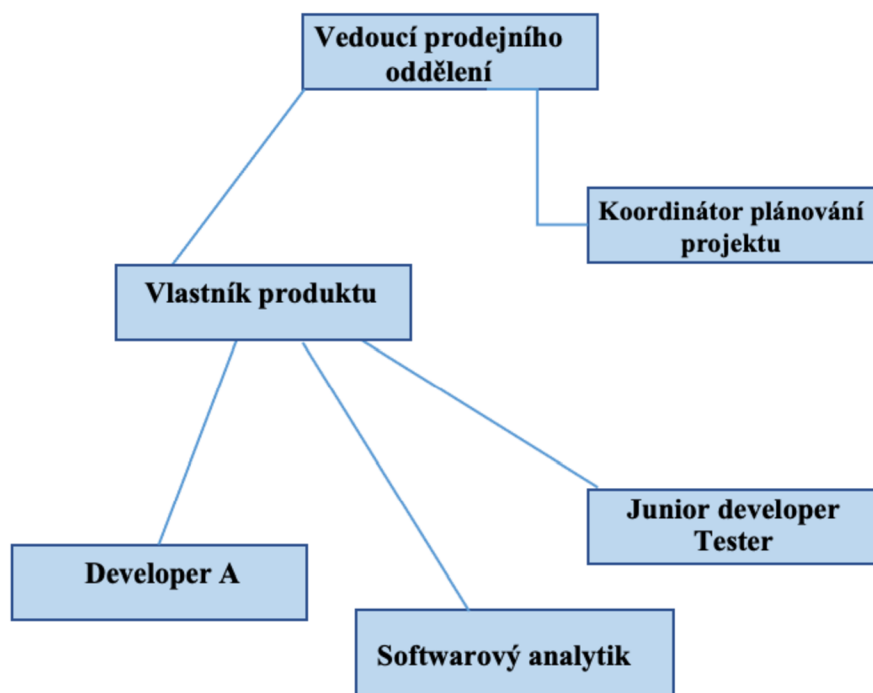 Vedoucí prodejního
oddělení
Koordinátor plánování
projektu
Vlastník produktu
Junior developer
Tester
Developer A
Softwarový analytik